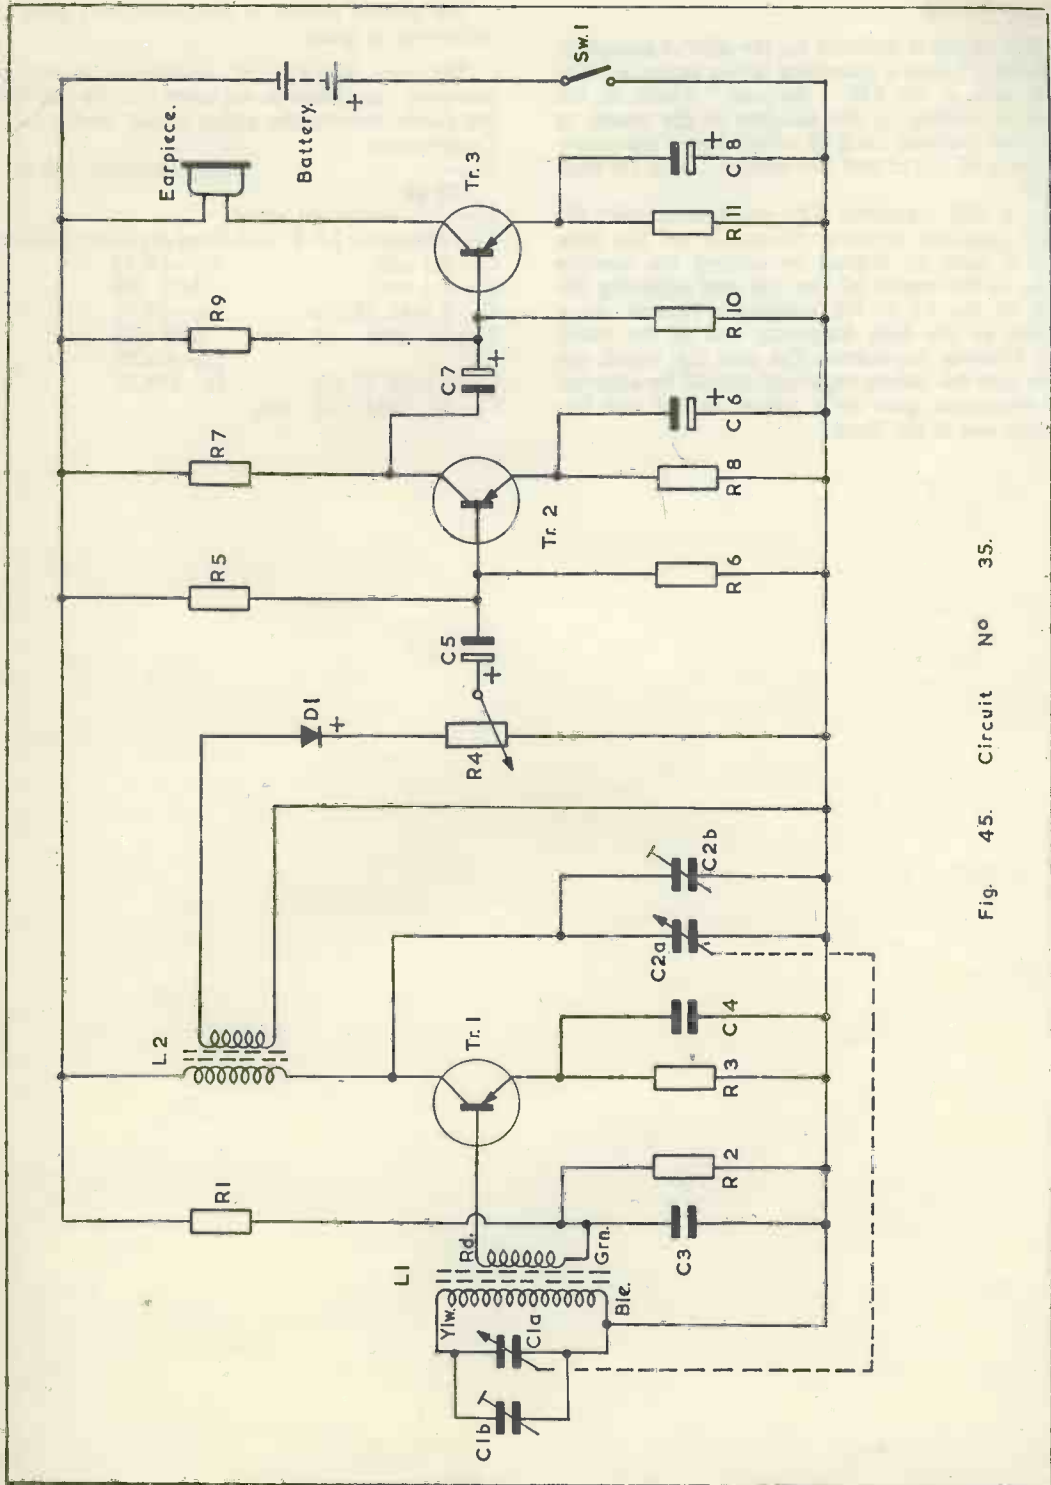 Earpiece.
Battery.
+
Sw.1
R9
R7
R5
L2
R1
L1
D1
+
C7
+
Tr.3
C5
+
Tr.2
R4
Tr.1
Ylw.
Rd.
C1b
C1a
Ble.
Grn.
C3
R2
R3
C4
C2a
C2b
R6
R8
C6
+
R10
R11
C8
+
Fig. 45. Circuit No 35.